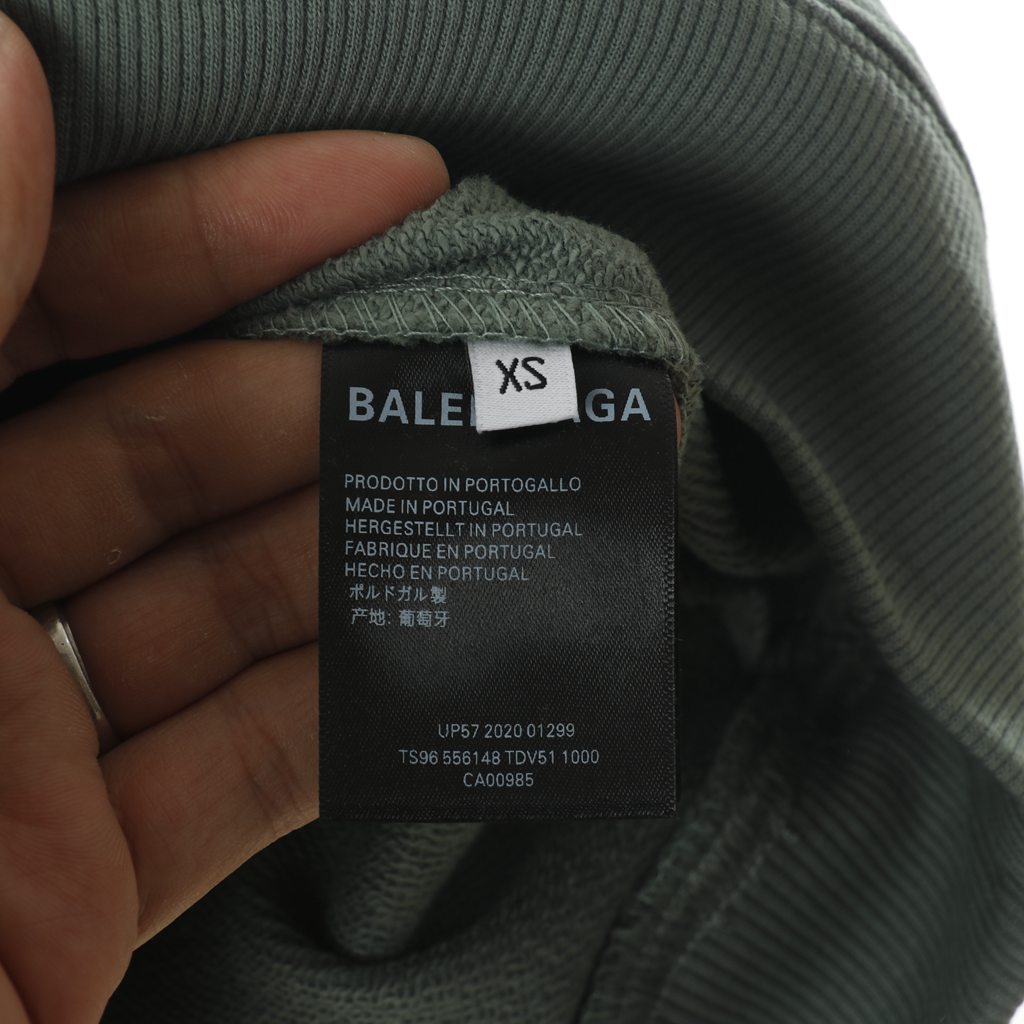 XS
BALE AGA
PRODOTTO IN PORTOGALLO
MADE IN PORTUGAL
HERGESTELLT IN PORTUGAL
FABRIQUE EN PORTUGAL
HECHO EN PORTUGAL
ポルトガル製
产地: 葡萄牙
UP57 2020 01299
TS96 556148 TDV51 1000
CA00985